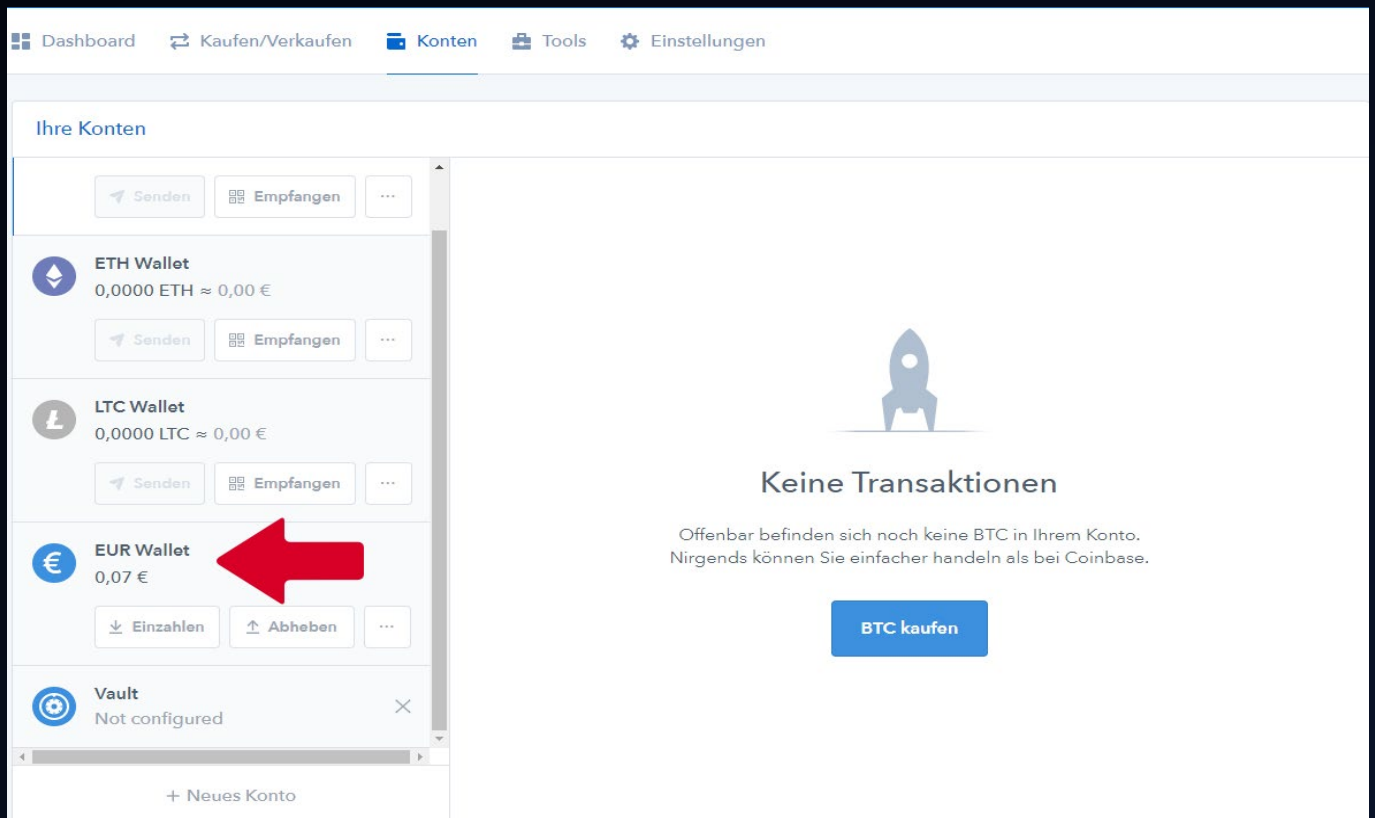 Dashboard Kaufen/Verkaufen Konten Tools Einstellungen
Ihre Konten
Senden Empfangen ...
ETH Wallet
0,0000 ETH ≈ 0,00 €
Senden Empfangen ...
LTC Wallet
0,0000 LTC ≈ 0,00 €
Senden Empfangen ...
EUR Wallet
0,07 €
Einzahlen Abheben ...
Vault
Not configured
+ Neues Konto
Keine Transaktionen
Offenbar befinden sich noch keine BTC in Ihrem Konto.
Nirgends können Sie einfacher handeln als bei Coinbase.
BTC kaufen